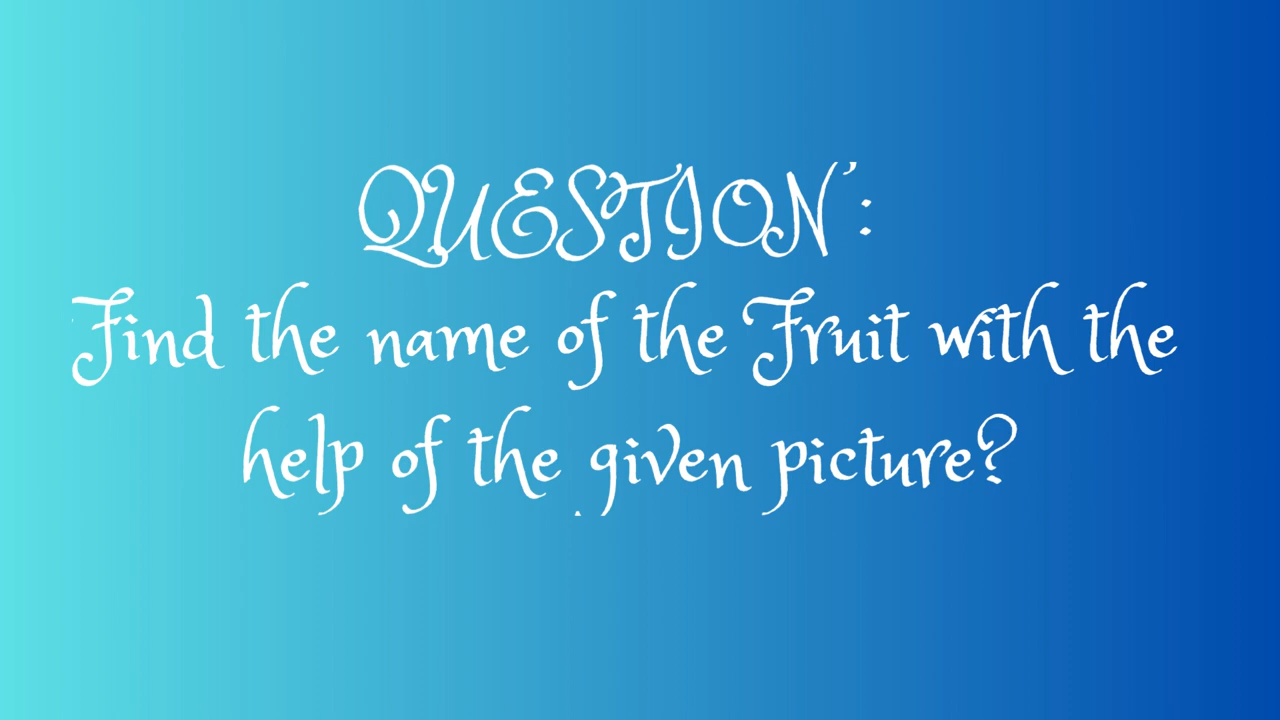 QUESTION':
Find the name of the Fruit with the
help of the given picture?